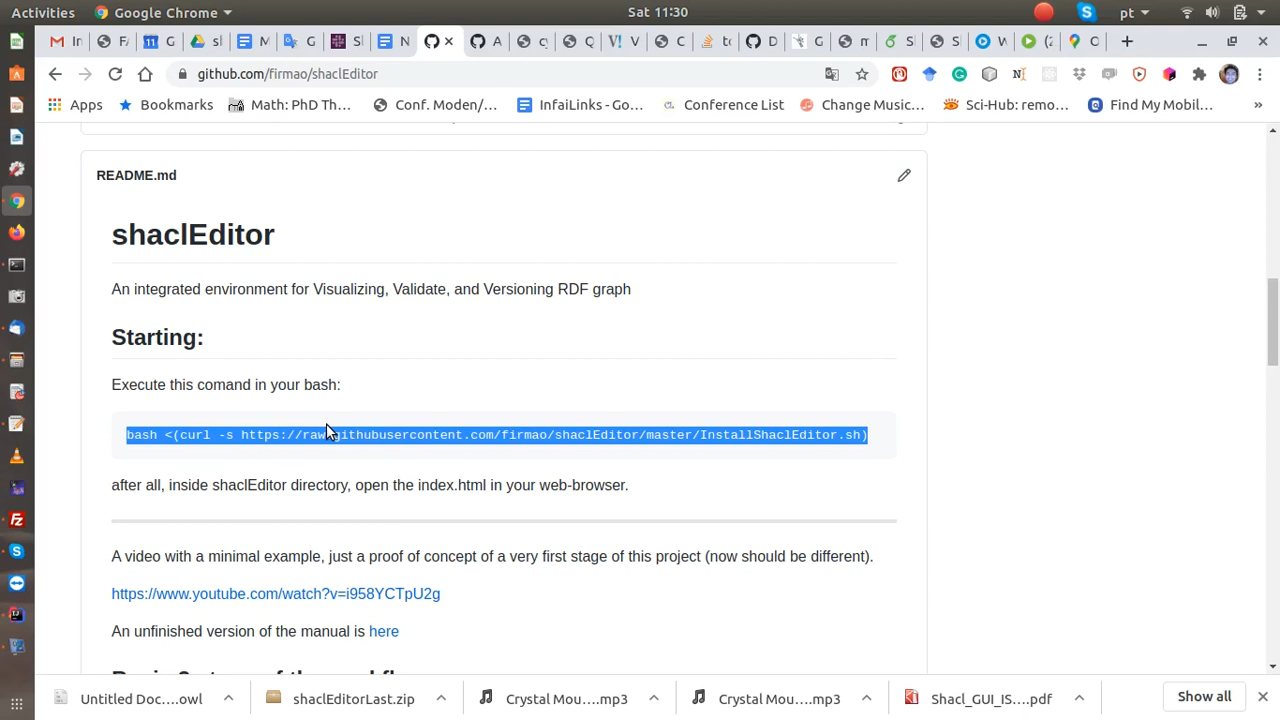 Activities
Google Chrome
Sat 11:30
pt
github.com/firmao/shaclEditor
Apps
Bookmarks
Math: PhD Th...
Conf. Moden/...
InfaiLinks - Go...
Conference List
Change Music...
Sci-Hub: remo...
Find My Mobil...
»
README.md
shaclEditor
An integrated environment for Visualizing, Validate, and Versioning RDF graph
Starting:
Execute this comand in your bash:
bash <(curl -s https://raw.githubusercontent.com/firmao/shaclEditor/master/InstallShaclEditor.sh)
after all, inside shaclEditor directory, open the index.html in your web-browser.
A video with a minimal example, just a proof of concept of a very first stage of this project (now should be different).
https://www.youtube.com/watch?v=i958YCTpU2g
An unfinished version of the manual is here
Untitled Doc....owl
shaclEditorLast.zip
Crystal Mou....mp3
Crystal Mou....mp3
Shacl_GUI_IS....pdf
Show all